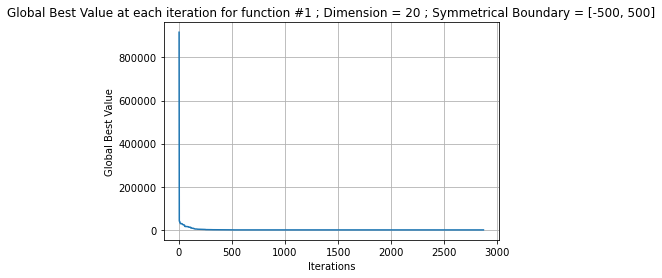 Global Best Value at each iteration for function #1 ; Dimension = 20 ; Symmetrical Boundary = [-500, 500]
800000
600000
400000
200000
0
Global Best Value
0 500 1000 1500 2000 2500 3000
Iterations